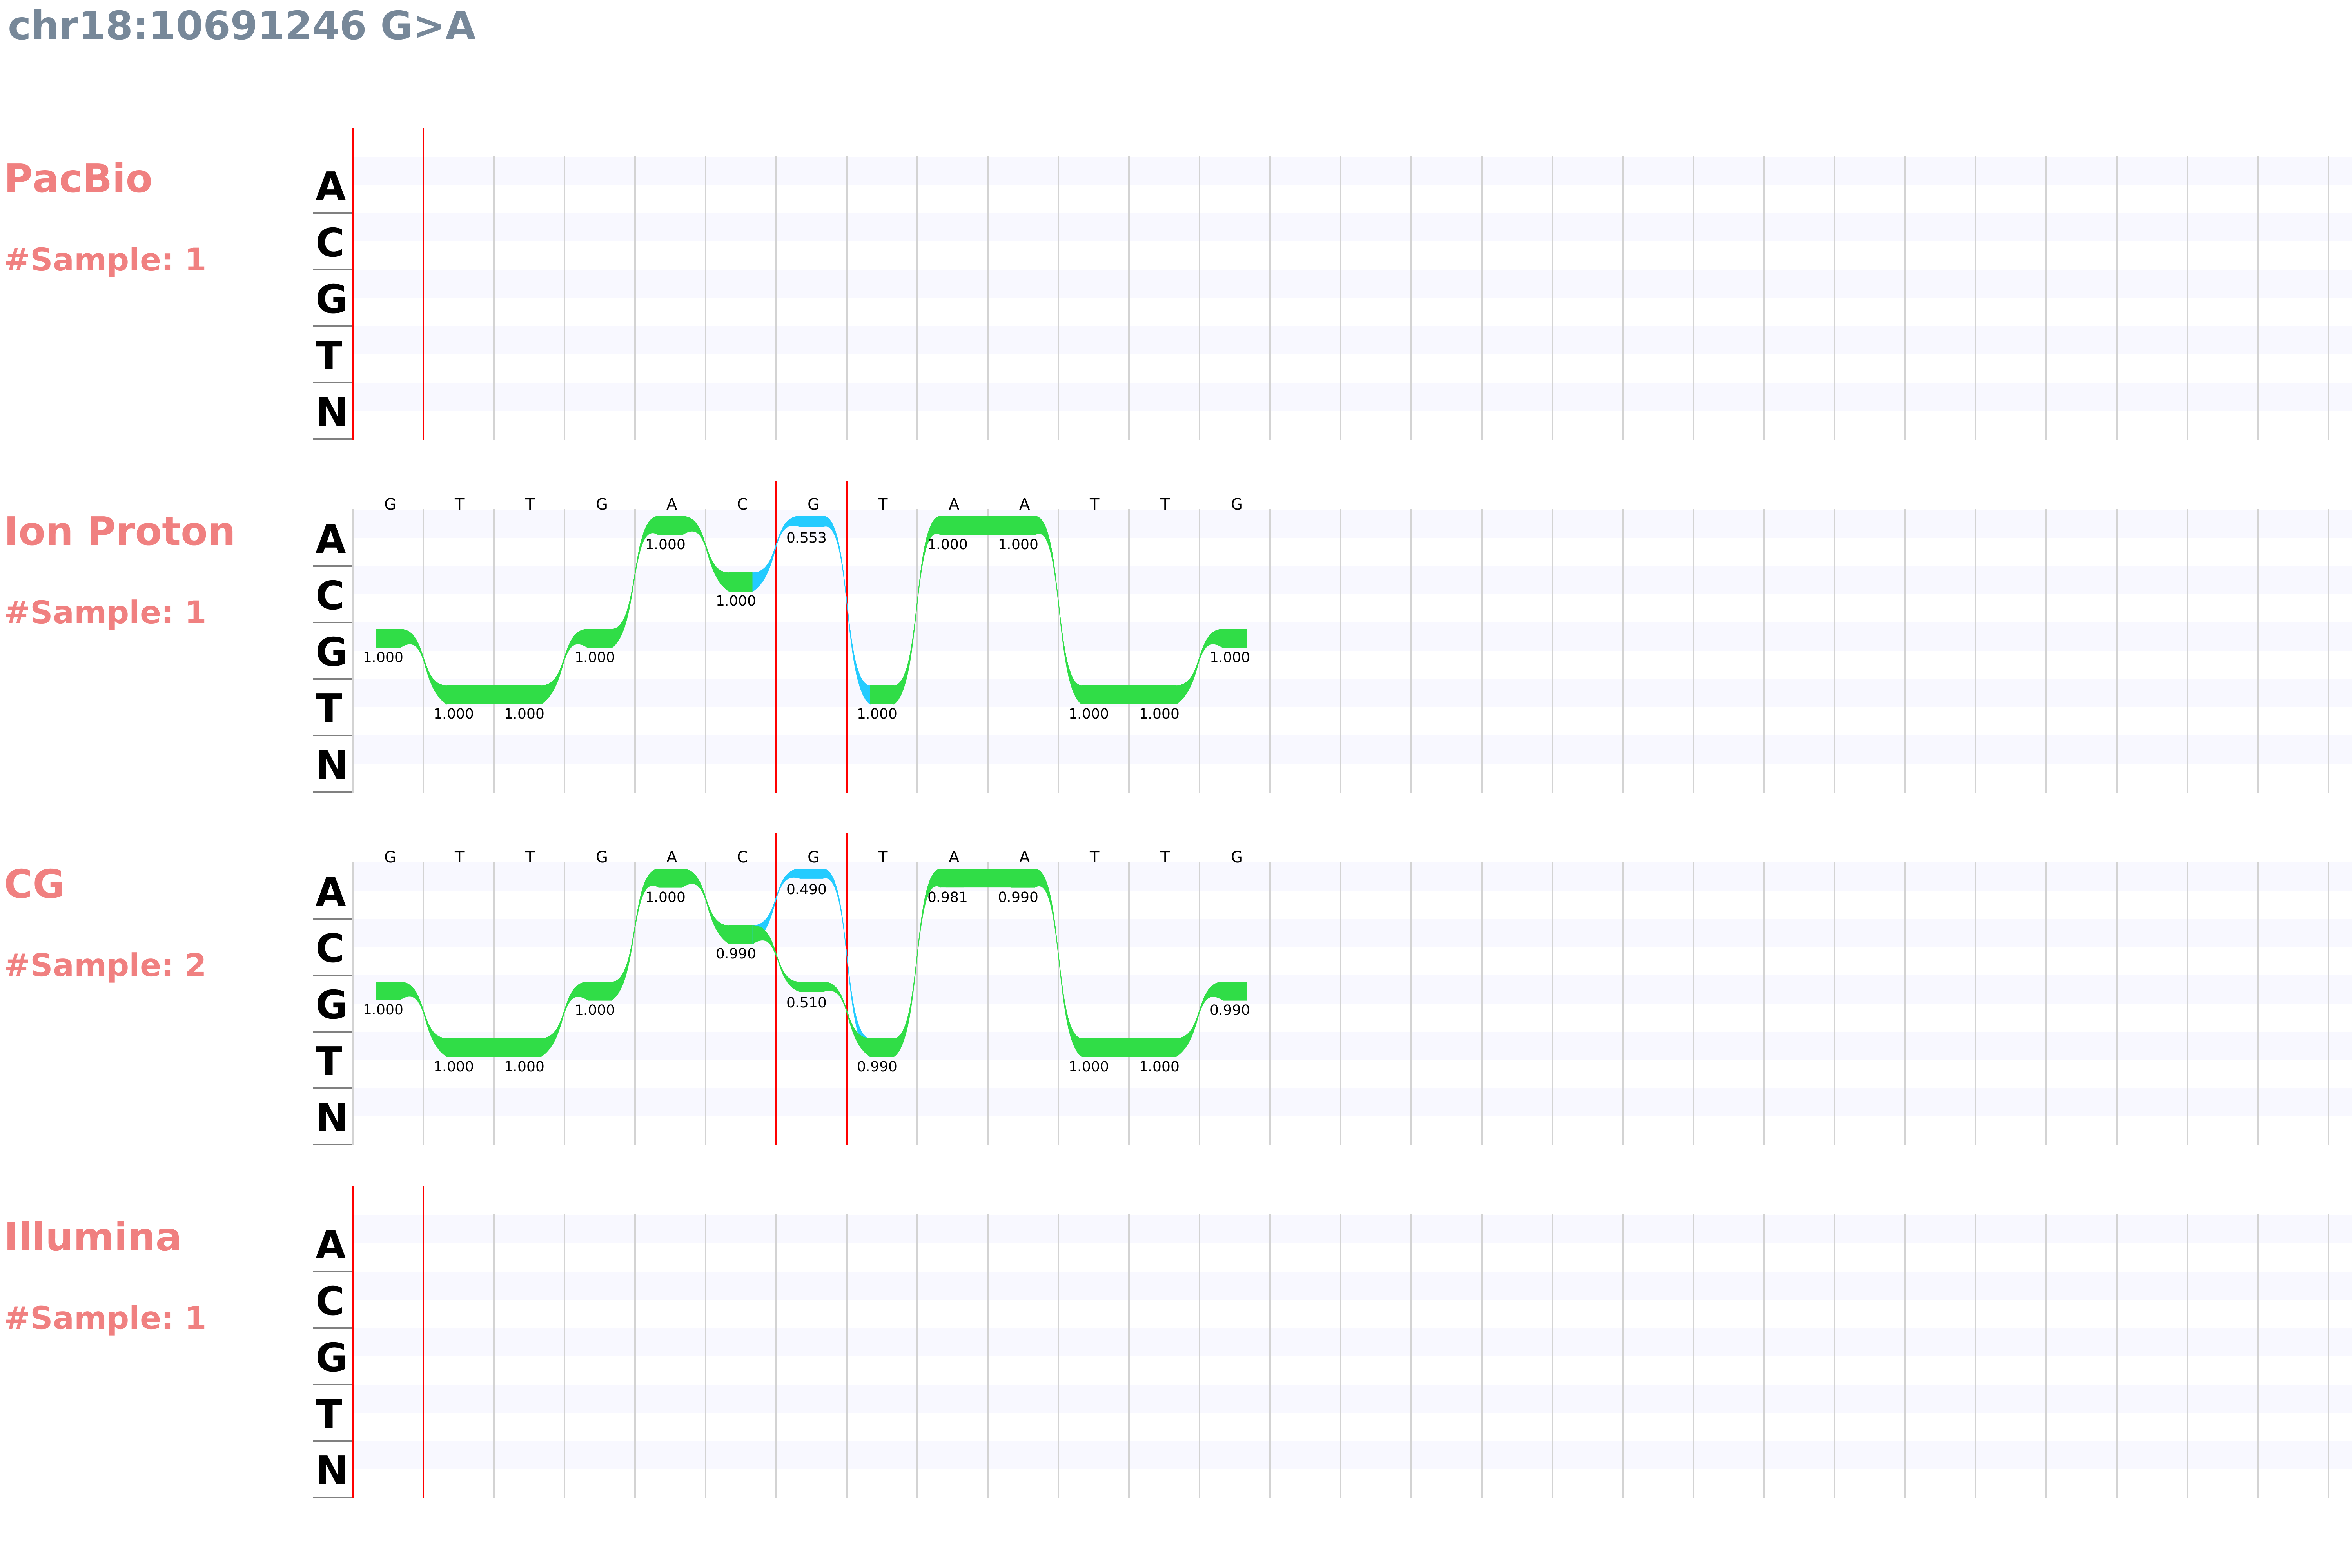 chr18:10691246 G>A
PacBio
#Sample: 1
A
C
G
T
N
Ion Proton
#Sample: 1
A
C
G
T
N
G T T G A C G T A A T T G
1.000 0.553 1.000 1.000
1.000
1.000 1.000 1.000
1.000 1.000 1.000 1.000 1.000
CG
#Sample: 2
A
C
G
T
N
G T T G A C G T A A T T G
1.000 0.490 0.981 0.990
0.990
1.000 1.000 0.510 0.990
1.000 1.000 0.990 1.000 1.000
Illumina
#Sample: 1
A
C
G
T
N